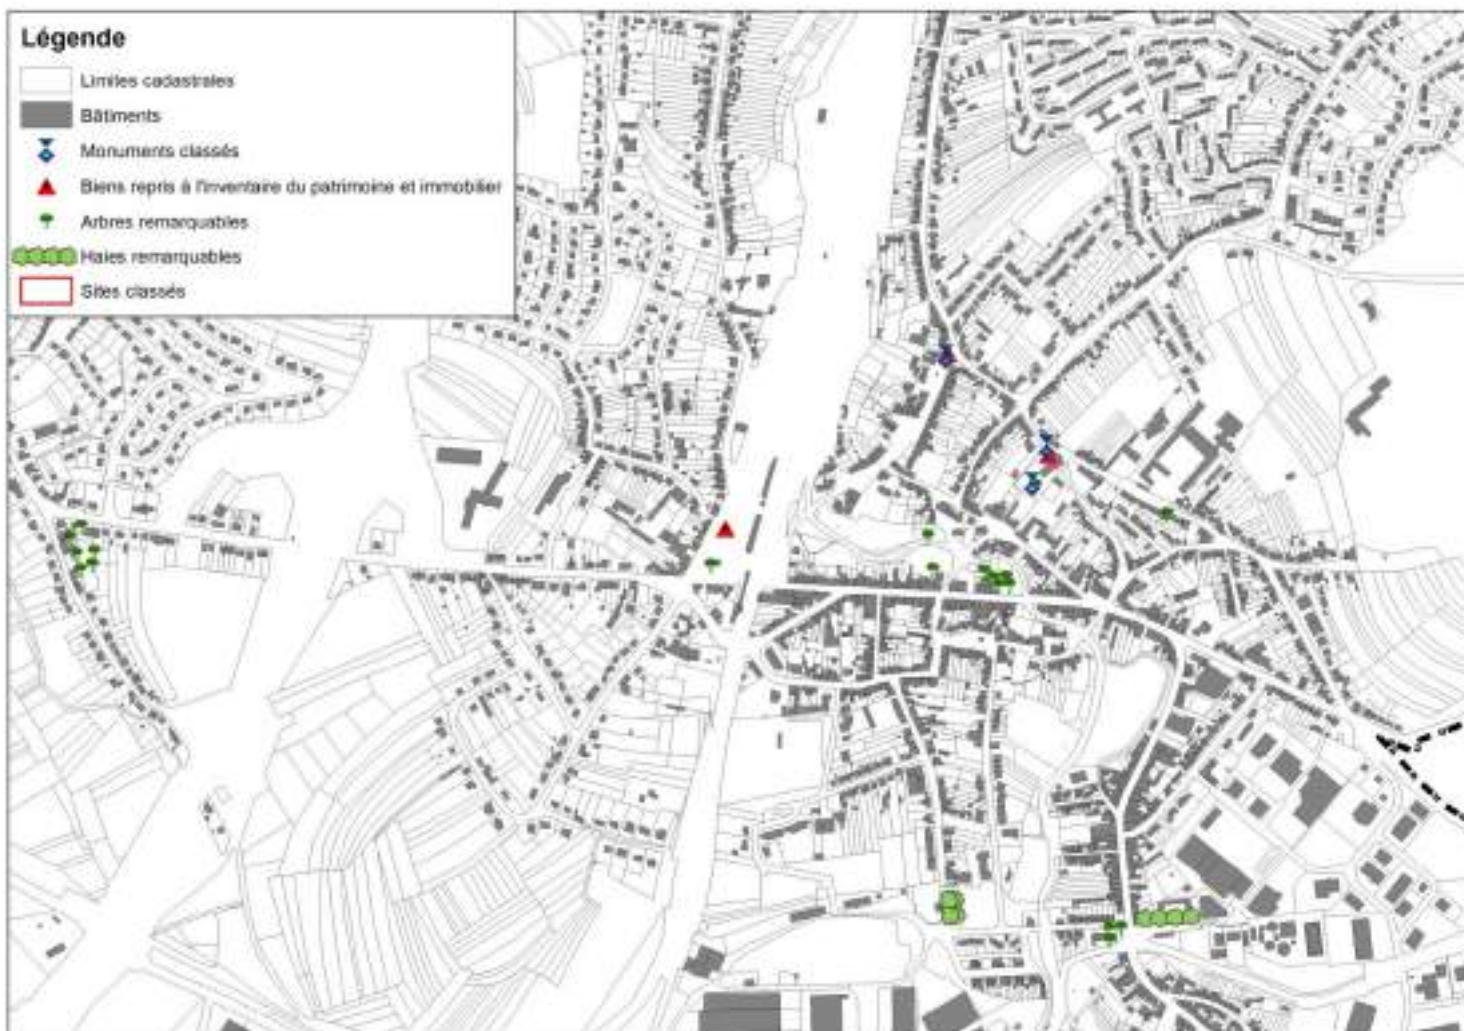 Légende
Limites cadastrales
Bâtiments
Monuments classés
Biens repris à l'inventaire du patrimoine et immobilier
Arbres remarquables
Haies remarquables
Sites classés